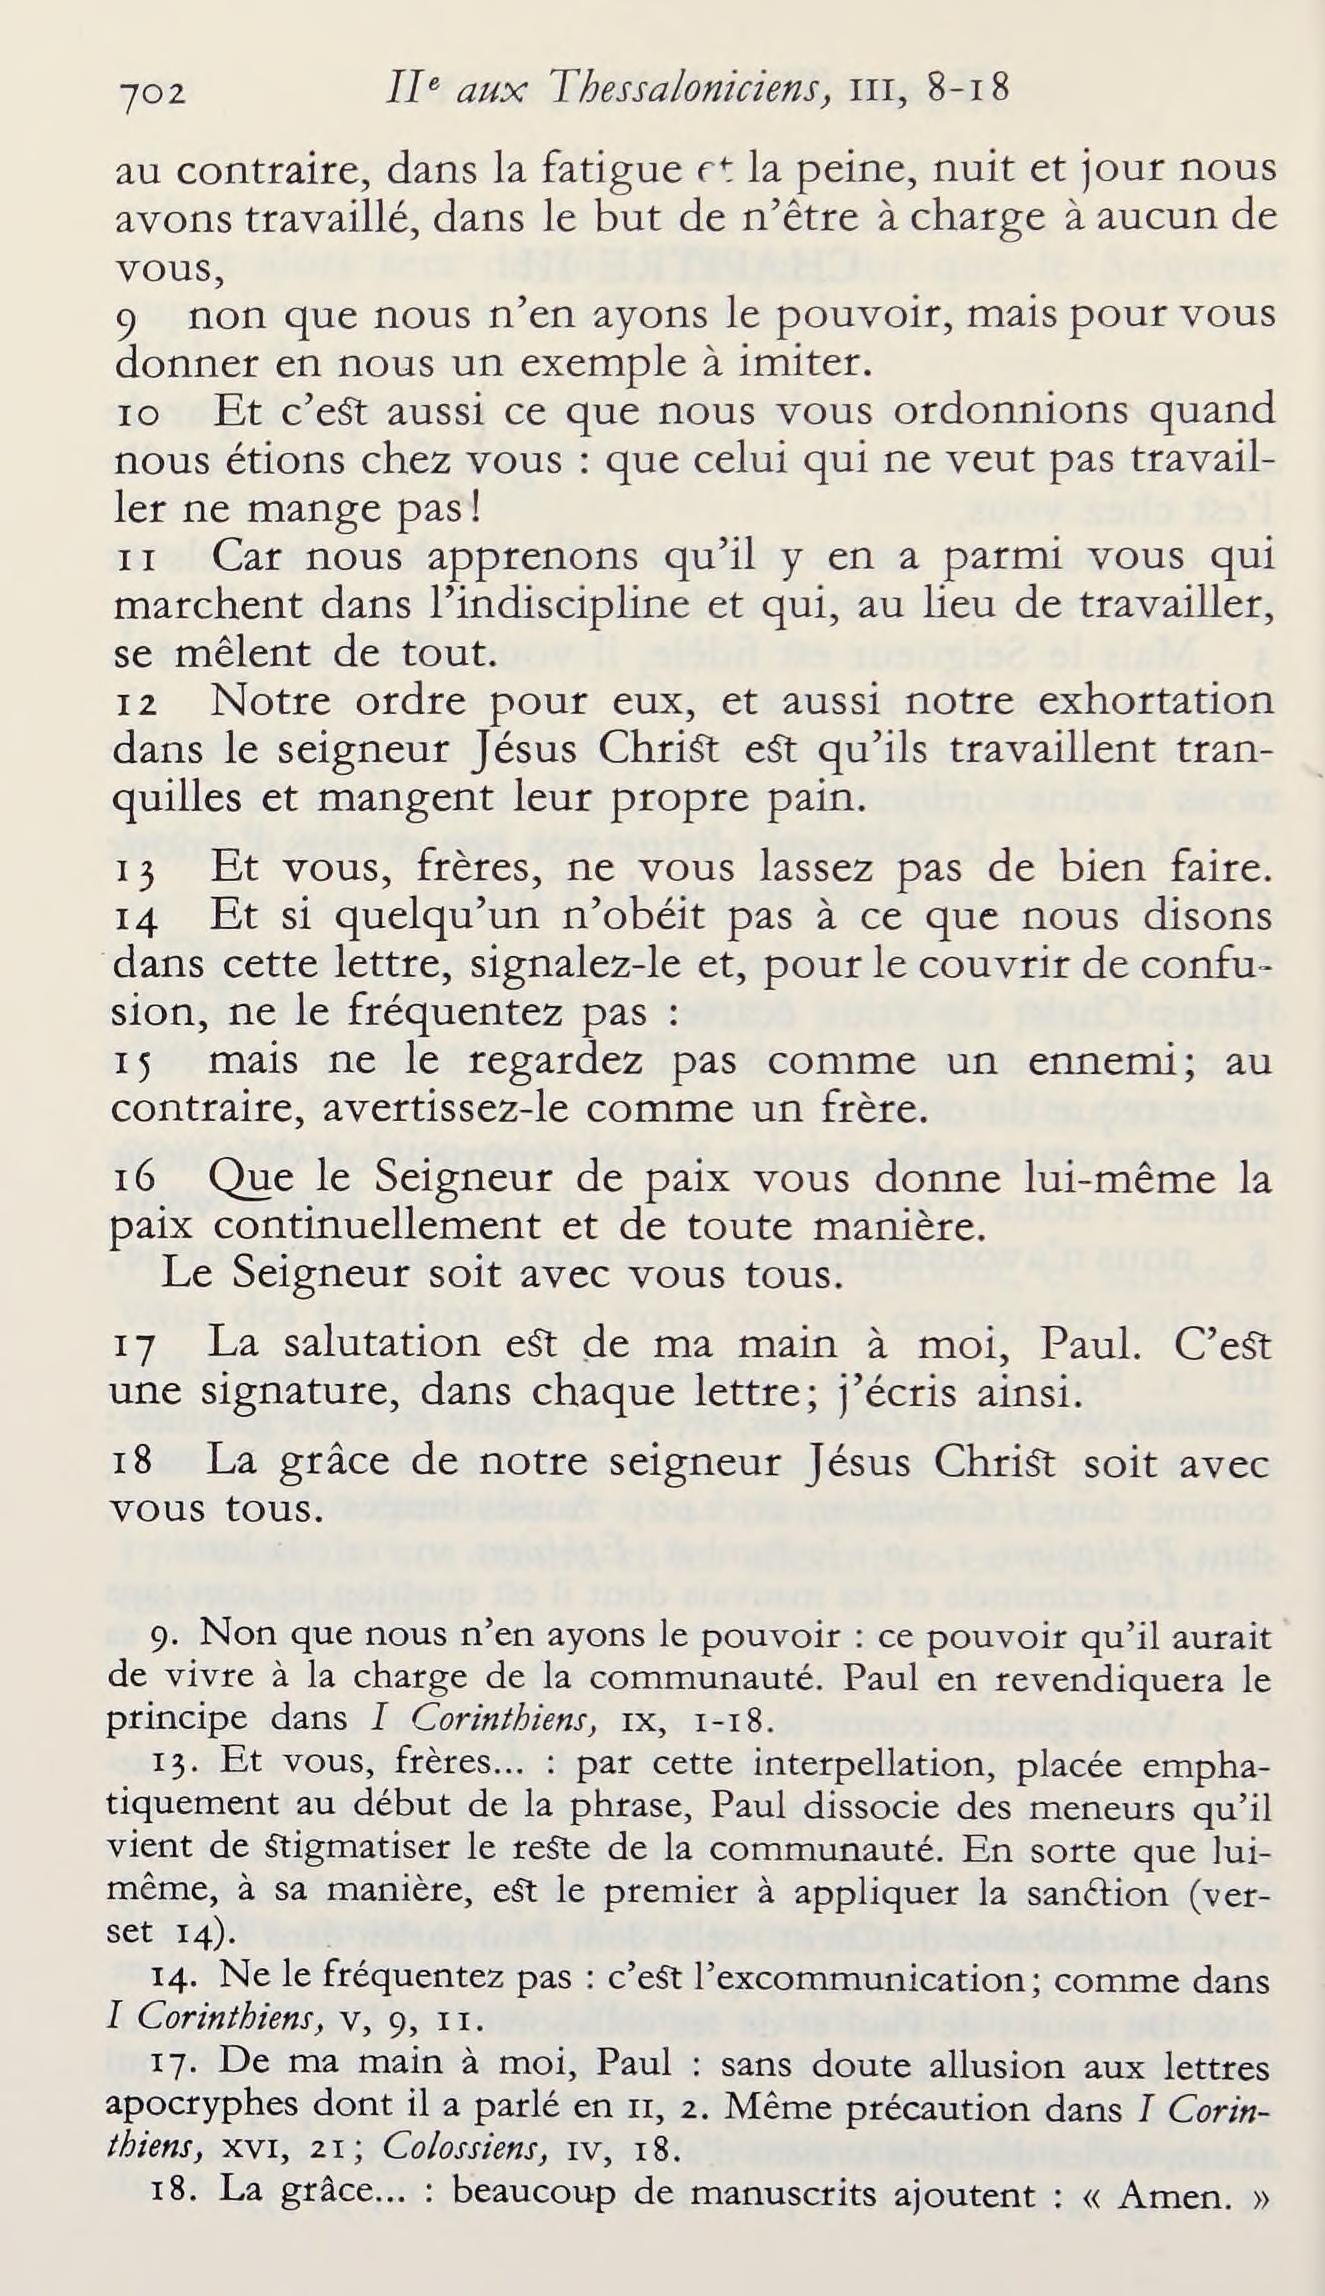 702 IIe aux Thessaloniciens, III, 8-18
au contraire, dans la fatigue et la peine, nuit et jour nous
avons travaillé, dans le but de n'être à charge à aucun de
vous,
9 non que nous n'en ayons le pouvoir, mais pour vous
donner en nous un exemple à imiter.
10 Et c'est aussi ce que nous vous ordonnions quand
nous étions chez vous : que celui qui ne veut pas travail-
ler ne mange pas!
11 Car nous apprenons qu'il y en a parmi vous qui
marchent dans l'indiscipline et qui, au lieu de travailler,
se mêlent de tout.
12 Notre ordre pour eux, et aussi notre exhortation
dans le seigneur Jésus Christ est qu'ils travaillent tran-
quilles et mangent leur propre pain.
13 Et vous, frères, ne vous lassez pas de bien faire.
14 Et si quelqu'un n'obéit pas à ce que nous disons
dans cette lettre, signalez-le et, pour le couvrir de confu-
sion, ne le fréquentez pas :
15 mais ne le regardez pas comme un ennemi; au
contraire, avertissez-le comme un frère.
16 Que le Seigneur de paix vous donne lui-même la
paix continuellement et de toute manière.
Le Seigneur soit avec vous tous.
17 La salutation est de ma main à moi, Paul. C'est
une signature, dans chaque lettre; j'écris ainsi.
18 La grâce de notre seigneur Jésus Christ soit avec
vous tous.
9. Non que nous n'en ayons le pouvoir : ce pouvoir qu'il aurait
de vivre à la charge de la communauté. Paul en revendiquera le
principe dans I Corinthiens, IX, 1-18.
13. Et vous, frères... : par cette interpellation, placée empha-
tiquement au début de la phrase, Paul dissocie des meneurs qu'il
vient de stigmatiser le reste de la communauté. En sorte que lui-
même, à sa manière, est le premier à appliquer la sanction (ver-
set 14).
14. Ne le fréquentez pas : c'est l'excommunication; comme dans
I Corinthiens, V, 9, 11.
17. De ma main à moi, Paul : sans doute allusion aux lettres
apocryphes dont il a parlé en II, 2. Même précaution dans I Corin-
thiens, XVI, 21; Colossiens, IV, 18.
18. La grâce... : beaucoup de manuscrits ajoutent : « Amen. »